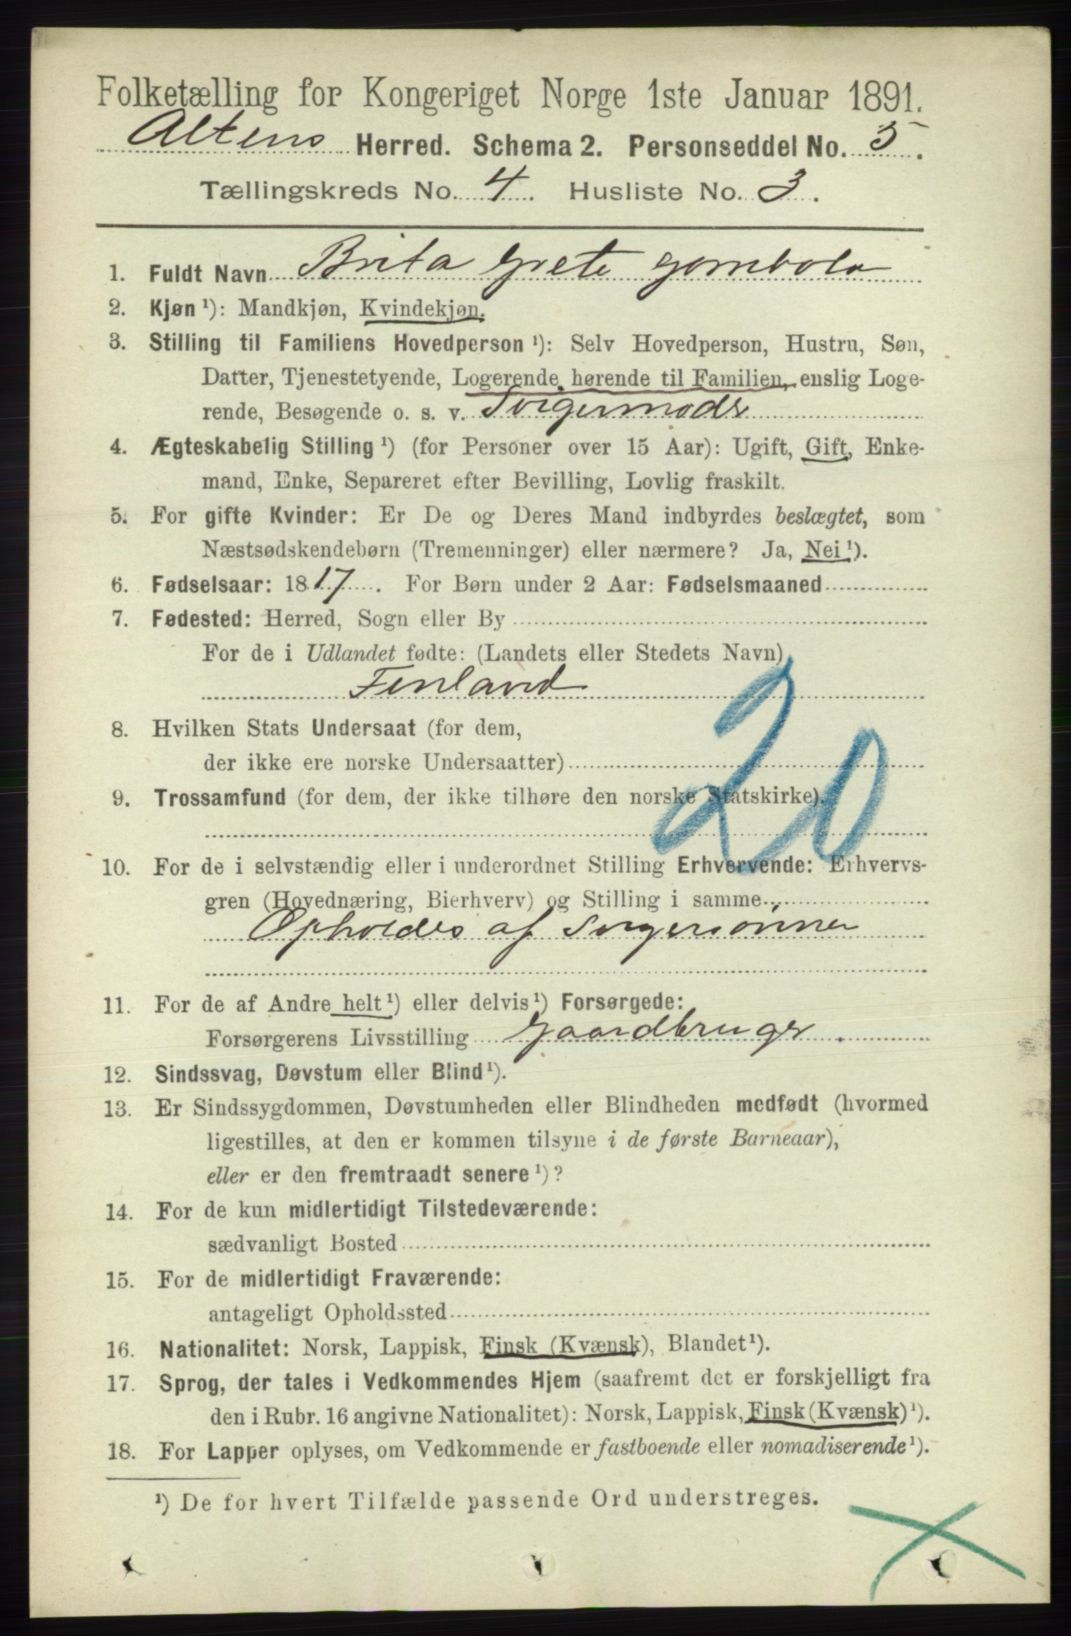 Folketælling for Kongeriget Norge 1ste Januar 1891.
Altens Herred. Schema 2. Personseddel No. 5.
Tællingskreds No. 4. Husliste No. 3.
1. Fuldt Navn Brita Grete Gombola
2. Kjøn ¹): Mandkjøn, Kvindekjøn.
3. Stilling til Familiens Hovedperson ¹): Selv Hovedperson, Hustru, Søn,
Datter, Tjenestetyende, Logerende hørende til Familien, enslig Loge-
rende, Besøgende o. s. v. Svigermoder
4. Ægteskabelig Stilling ¹) (for Personer over 15 Aar): Ugift, Gift, Enke-
mand, Enke, Separeret efter Bevilling, Lovlig fraskilt.
5. For gifte Kvinder: Er De og Deres Mand indbyrdes beslægtet, som
Næstsødskendebørn (Tremenninger) eller nærmere? Ja, Nei ¹).
6. Fødselsaar: 1817. For Børn under 2 Aar: Fødselsmaaned
7. Fødested: Herred, Sogn eller By
For de i Udlandet fødte: (Landets eller Stedets Navn)
Finland
20
8. Hvilken Stats Undersaat (for dem,
der ikke ere norske Undersaatter)
9. Trossamfund (for dem, der ikke tilhøre den norske Statskirke)
10. For de i selvstændig eller i underordnet Stilling Erhvervende: Erhvervs-
gren (Hovednæring, Bierhverv) og Stilling i samme
Opholdes af Svigersønner
11. For de af Andre helt ¹) eller delvis ¹) Forsørgede:
Forsørgerens Livsstilling Gaardbruger.
12. Sindssvag, Døvstum eller Blind ¹).
13. Er Sindssygdommen, Døvstumheden eller Blindheden medfødt (hvormed
ligestilles, at den er kommen tilsyne i de første Barneaar),
eller er den fremtraadt senere ¹)?
14. For de kun midlertidigt Tilstedeværende:
sædvanligt Bosted
15. For de midlertidigt Fraværende:
antageligt Opholdssted
16. Nationalitet: Norsk, Lappisk, Finsk (Kvænsk), Blandet ¹).
17. Sprog, der tales i Vedkommendes Hjem (saafremt det er forskjelligt fra
den i Rubr. 16 angivne Nationalitet): Norsk, Lappisk, Finsk (Kvænsk) ¹).
18. For Lapper oplyses, om Vedkommende er fastboende eller nomadiserende ¹).
¹) De for hvert Tilfælde passende Ord understreges.